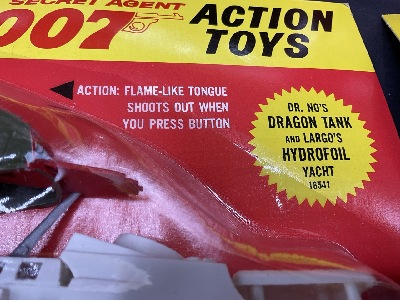 SECRET AGENT
007
ACTION
TOYS
ACTION: FLAME-LIKE TONGUE
SHOOTS OUT WHEN
YOU PRESS BUTTON
DR. NO'S
DRAGON TANK
AND LARGO'S
HYDROFOIL
YACHT
16541